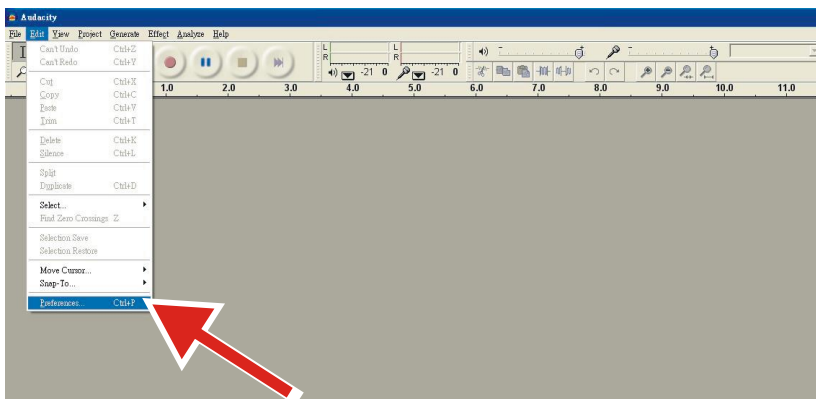 Audacity
File Edit View Project Generate Effect Analyze Help
Can't Undo Ctrl+Z
Can't Redo Ctrl+Y
Cut Ctrl+X
Copy Ctrl+C
Paste Ctrl+V
Trim Ctrl+T
Delete Ctrl+K
Silence Ctrl+L
Split
Duplicate Ctrl+D
Select...
Find Zero Crossings Z
Selection Save
Selection Restore
Move Cursor...
Snap-To...
Preferences... Ctrl+P
L L
R R
-21 0 -21 0
1.0 2.0 3.0 4.0 5.0 6.0 7.0 8.0 9.0 10.0 11.0